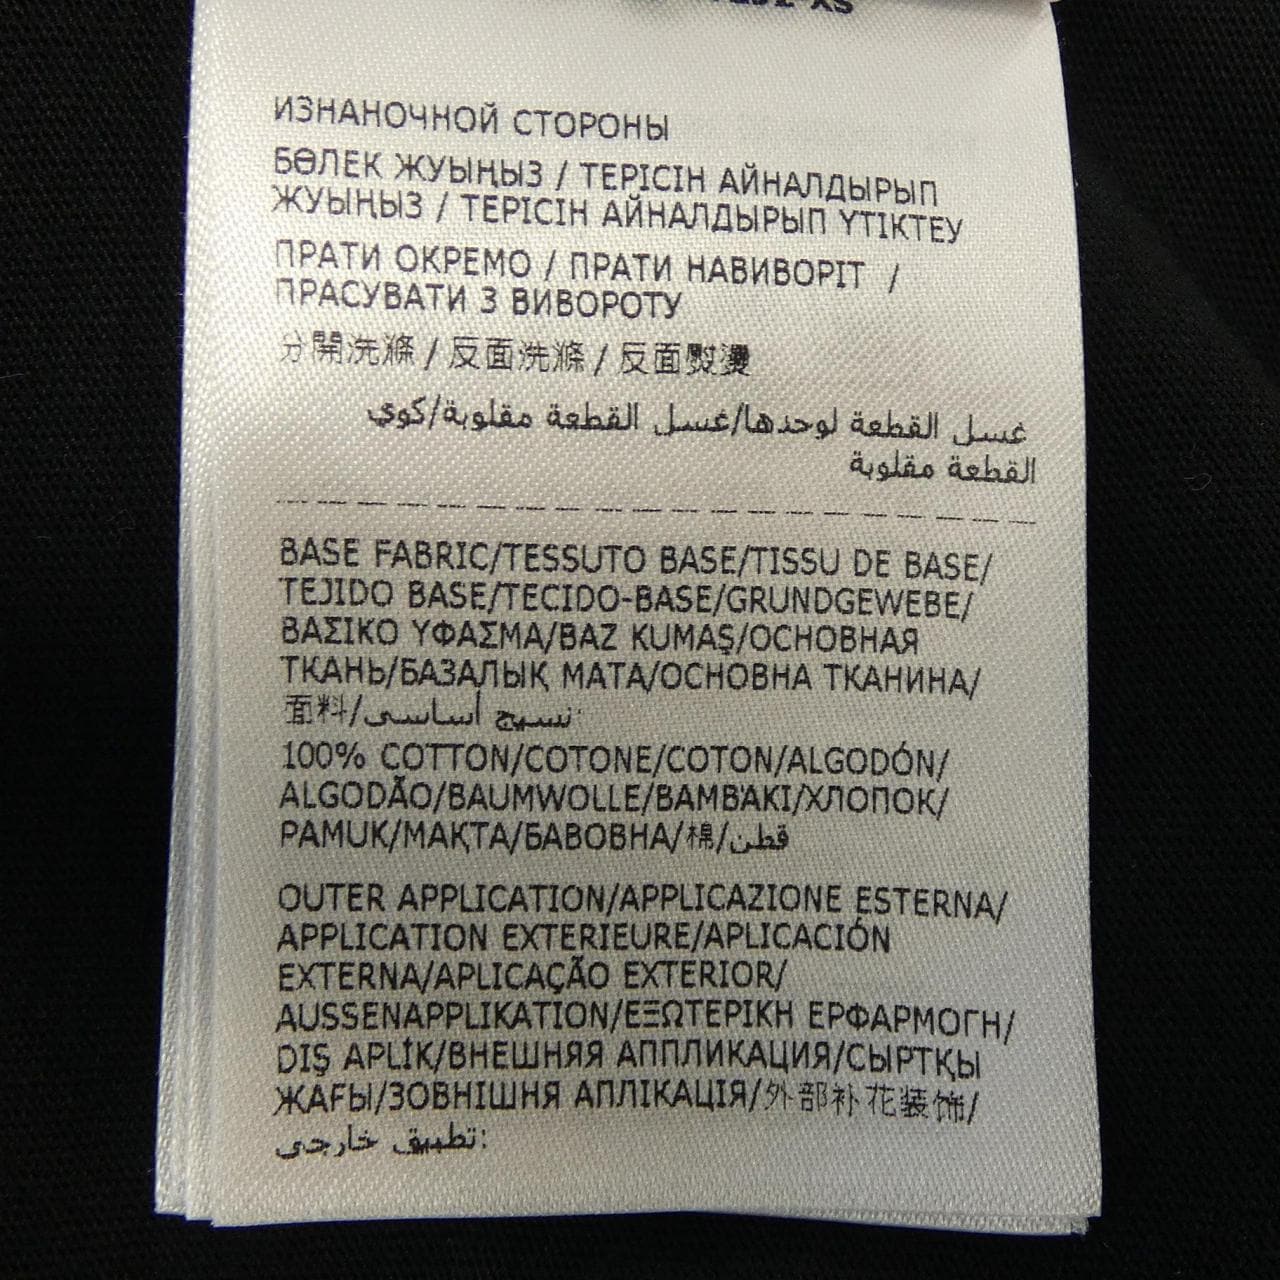 XS
ИЗНАНОЧНОЙ СТОРОНЫ
БӨЛЕК ЖУЫҢЫЗ / ТЕРІСІН АЙНАЛДЫРЫП
ЖУЫҢЫЗ / ТЕРІСІН АЙНАЛДЫРЫП ҮТІКТЕУ
ПРАТИ ОКРЕМО / ПРАТИ НАВИВОРІТ /
ПРАСУВАТИ З ВИВОРОТУ
分開洗滌 / 反面洗滌 / 反面熨燙
غسل القطعة لوحدها/غسل القطعة مقلوبة/كوي
القطعة مقلوبة
BASE FABRIC/TESSUTO BASE/TISSU DE BASE/
TEJIDO BASE/TECIDO-BASE/GRUNDGEWEBE/
ΒΑΣΙΚΟ ΥΦΑΣΜΑ/BAZ KUMAŞ/ОСНОВНАЯ
ТКАНЬ/БАЗАЛЫҚ МАТА/ОСНОВНА ТКАНИНА/
面料/نسيج أساسى:
100% COTTON/COTONE/COTON/ALGODÓN/
ALGODÃO/BAUMWOLLE/ΒΑΜΒΆΚΙ/ХЛОПОК/
PAMUK/МАҚТА/БАВОВНА/棉/قطن
OUTER APPLICATION/APPLICAZIONE ESTERNA/
APPLICATION EXTERIEURE/APLICACIÓN
EXTERNA/APLICAÇÃO EXTERIOR/
AUSSENAPPLIKATION/ΕΞΩΤΕΡΙΚΗ ΕΡΦΑΡΜΟΓΗ/
DIŞ APLİK/ВНЕШНЯЯ АППЛИКАЦИЯ/СЫРТҚЫ
ЖАҒЫ/ЗОВНІШНЯ АПЛІКАЦІЯ/外部补花装饰/
تطبيق خارجى: